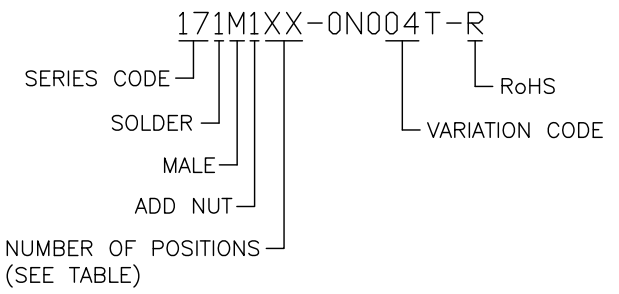 171M1XX-0N004T-R
SERIES CODE
RoHS
SOLDER
VARIATION CODE
MALE
ADD NUT
NUMBER OF POSITIONS
(SEE TABLE)